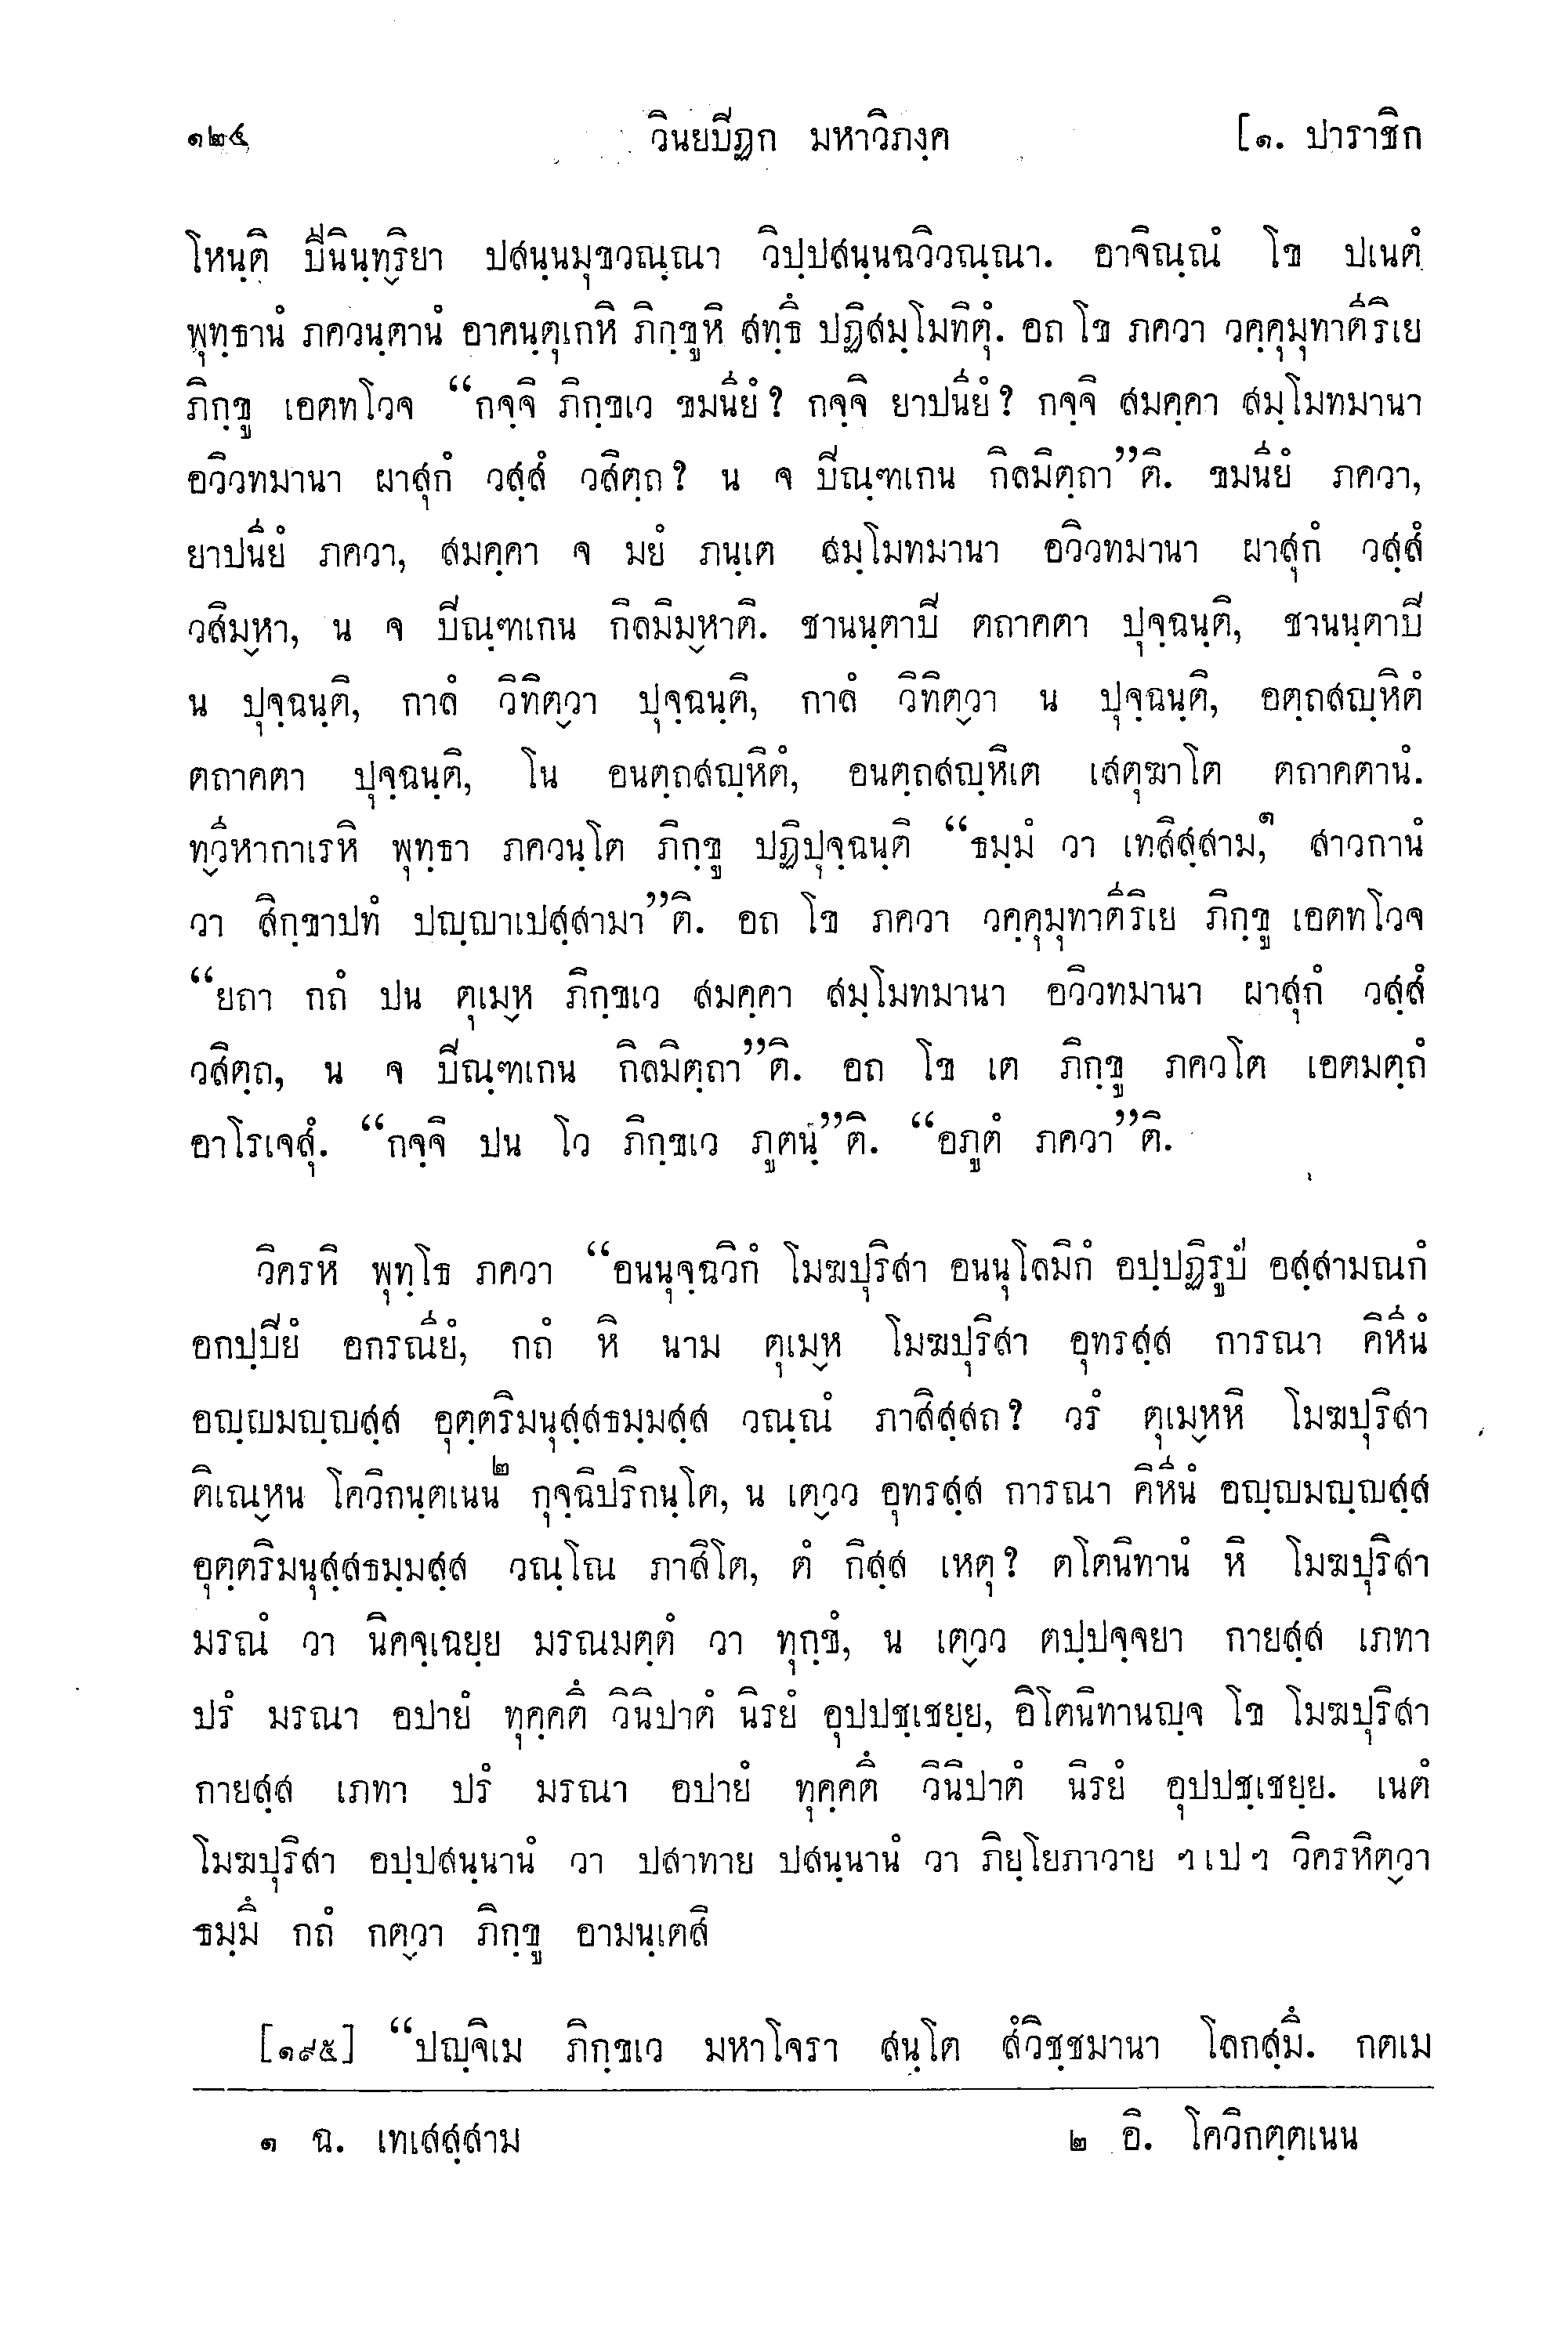 ๑๒๔ วินยปิฏก มหาวิภงฺค [๑. ปาราชิก
โหนฺติ ปีนินฺทฺริยา ปสนฺนมุขวณฺณา วิปฺปสนฺนฉวิวณฺณา. อาจิณฺณํ โข ปเนตํ
พุทฺธานํ ภควนฺตานํ อาคนฺตุเกหิ ภิกฺขูหิ สทฺธึ ปฏิสมฺโมทิตุํ. อถ โข ภควา วคฺคุมุทาตีริเย
ภิกฺขู เอตทโวจ “กจฺจิ ภิกฺขเว ขมนียํ? กจฺจิ ยาปนียํ? กจฺจิ สมคฺคา สมฺโมทมานา
อวิวทมานา ผาสุกํ วสฺสํ วสิตฺถ? น จ ปิณฺฑเกน กิลมิตฺถา”ติ. ขมนียํ ภควา,
ยาปนียํ ภควา, สมคฺคา จ มยํ ภนฺเต สมฺโมทมานา อวิวทมานา ผาสุกํ วสฺสํ
วสิมฺหา, น จ ปิณฺฑเกน กิลมิมฺหาติ. ชานนฺตาปิ ตถาคตา ปุจฺฉนฺติ, ชานนฺตาปิ
น ปุจฺฉนฺติ, กาลํ วิทิตฺวา ปุจฺฉนฺติ, กาลํ วิทิตฺวา น ปุจฺฉนฺติ, อตฺถสญฺหิตํ
ตถาคตา ปุจฺฉนฺติ, โน อนตฺถสญฺหิตํ, อนตฺถสญฺหิเต เสตุฆาโต ตถาคตานํ.
ทฺวีหากาเรหิ พุทฺธา ภควนฺโต ภิกฺขู ปฏิปุจฺฉนฺติ “ธมฺมํ วา เทสิสฺสาม,๑ สาวกานํ
วา สิกฺขาปทํ ปญฺญาเปสฺสามา”ติ. อถ โข ภควา วคฺคุมุทาตีริเย ภิกฺขู เอตทโวจ
“ยถา กถํ ปน ตุเมฺห ภิกฺขเว สมคฺคา สมฺโมทมานา อวิวทมานา ผาสุกํ วสฺสํ
วสิตฺถ, น จ ปิณฺฑเกน กิลมิตฺถา”ติ. อถ โข เต ภิกฺขู ภควโต เอตมตฺถํ
อาโรเจสุํ. “กจฺจิ ปน โว ภิกฺขเว ภูตนฺ”ติ. “อภูตํ ภควา”ติ.
วิครหิ พุทฺโธ ภควา “อนนุจฺฉวิกํ โมฆปุริสา อนนุโลมิกํ อปฺปฏิรูปํ อสฺสามณกํ
อกปฺปิยํ อกรณียํ, กถํ หิ นาม ตุเมฺห โมฆปุริสา อุทรสฺส การณา คิหีนํ
อญฺญมญฺญสฺส อุตฺตริมนุสฺสธมฺมสฺส วณฺณํ ภาสิสฺสถ? วรํ ตุเมฺหหิ โมฆปุริสา
ติเณฺหน โควิกนฺตเนน๒ กุจฺฉิปริกนฺโต, น เตฺวว อุทรสฺส การณา คิหีนํ อญฺญมญฺญสฺส
อุตฺตริมนุสฺสธมฺมสฺส วณฺโณ ภาสิโต, ตํ กิสฺส เหตุ? ตโตนิทานํ หิ โมฆปุริสา
มรณํ วา นิคจฺเฉยฺย มรณมตฺตํ วา ทุกฺขํ, น เตฺวว ตปฺปจฺจยา กายสฺส เภทา
ปรํ มรณา อปายํ ทุคฺคตึ วินิปาตํ นิรยํ อุปปชฺเชยฺย, อิโตนิทานญฺจ โข โมฆปุริสา
กายสฺส เภทา ปรํ มรณา อปายํ ทุคฺคตึ วินิปาตํ นิรยํ อุปปชฺเชยฺย. เนตํ
โมฆปุริสา อปฺปสนฺนานํ วา ปสาทาย ปสนฺนานํ วา ภิยฺโยภาวาย ฯ เป ฯ วิครหิตฺวา
ธมฺมึ กถํ กตฺวา ภิกฺขู อามนฺเตสิ
[๑๙๕] “ปญฺจิเม ภิกฺขเว มหาโจรา สนฺโต สํวิชฺชมานา โลกสฺมึ. กตเม
๑ ฉ. เทเสสฺสาม ๒ อิ. โควิกตฺตเนน